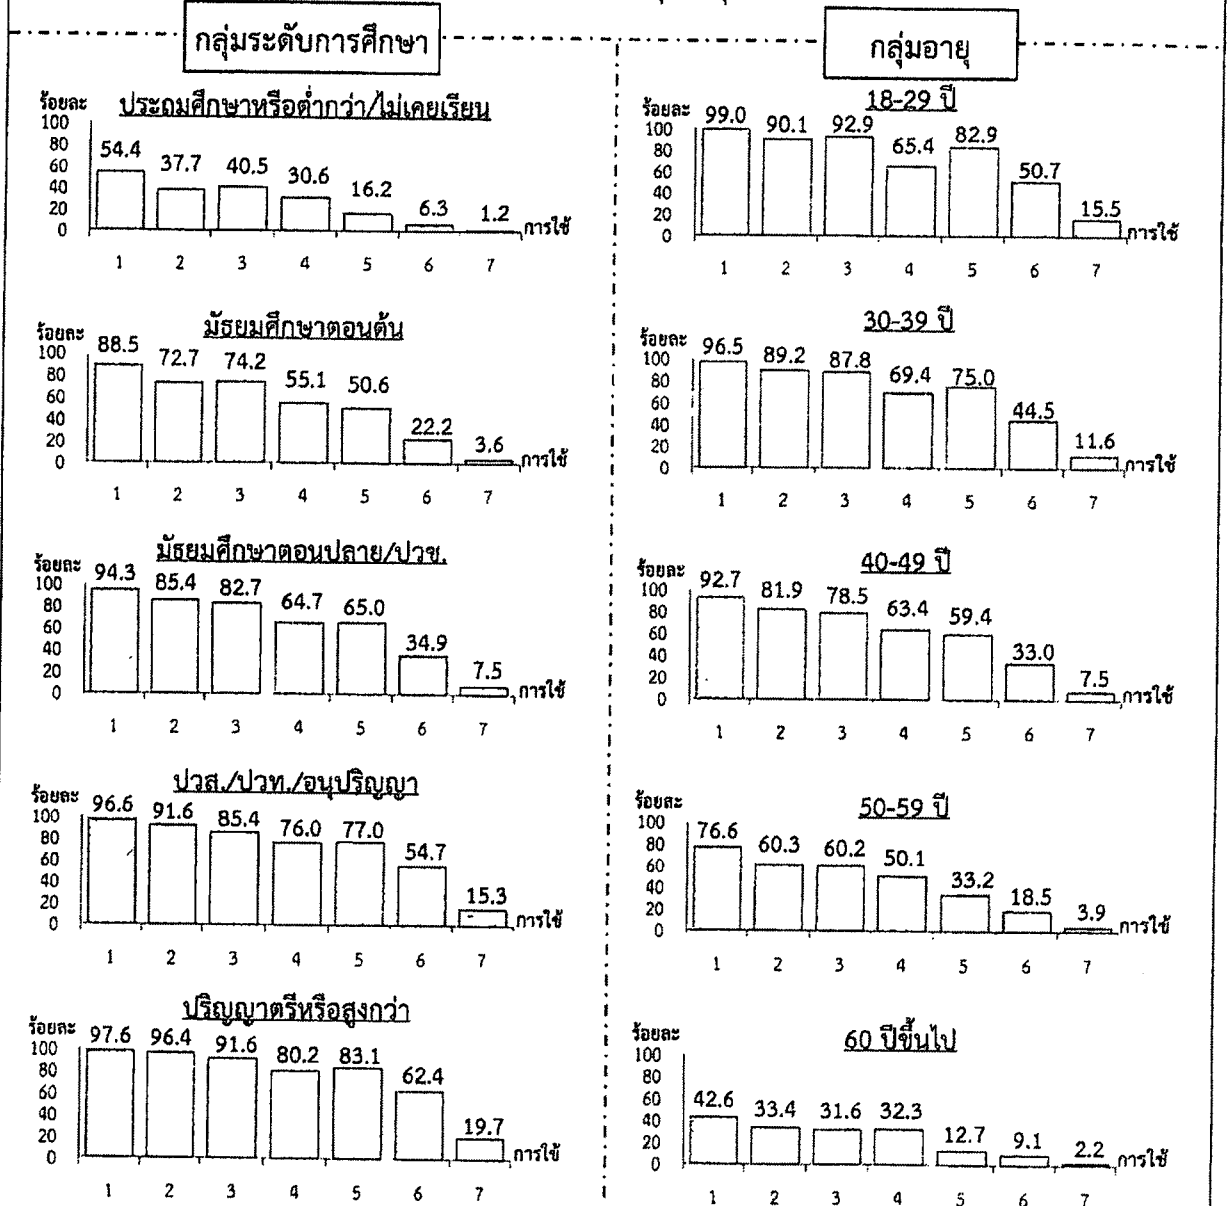 กลุ่มระดับการศึกษา
ประถมศึกษาหรือต่ำกว่า/ไม่เคยเรียน
ร้อยละ
100
80
60
40
20
0
54.4 37.7 40.5 30.6 16.2 6.3 1.2
การใช้
1 2 3 4 5 6 7
มัธยมศึกษาตอนต้น
ร้อยละ
100
80
60
40
20
0
88.5 72.7 74.2 55.1 50.6 22.2 3.6
การใช้
1 2 3 4 5 6 7
มัธยมศึกษาตอนปลาย/ปวช.
ร้อยละ
100
80
60
40
20
0
94.3 85.4 82.7 64.7 65.0 34.9 7.5
การใช้
1 2 3 4 5 6 7
ปวส./ปวท./อนุปริญญา
ร้อยละ
100
80
60
40
20
0
96.6 91.6 85.4 76.0 77.0 54.7 15.3
การใช้
1 2 3 4 5 6 7
ปริญญาตรีหรือสูงกว่า
ร้อยละ
100
80
60
40
20
0
97.6 96.4 91.6 80.2 83.1 62.4 19.7
การใช้
1 2 3 4 5 6 7
กลุ่มอายุ
18-29 ปี
ร้อยละ
100
80
60
40
20
0
99.0 90.1 92.9 65.4 82.9 50.7 15.5
การใช้
1 2 3 4 5 6 7
30-39 ปี
ร้อยละ
100
80
60
40
20
0
96.5 89.2 87.8 69.4 75.0 44.5 11.6
การใช้
1 2 3 4 5 6 7
40-49 ปี
ร้อยละ
100
80
60
40
20
0
92.7 81.9 78.5 63.4 59.4 33.0 7.5
การใช้
1 2 3 4 5 6 7
50-59 ปี
ร้อยละ
100
80
60
40
20
0
76.6 60.3 60.2 50.1 33.2 18.5 3.9
การใช้
1 2 3 4 5 6 7
60 ปีขึ้นไป
ร้อยละ
100
80
60
40
20
0
42.6 33.4 31.6 32.3 12.7 9.1 2.2
การใช้
1 2 3 4 5 6 7